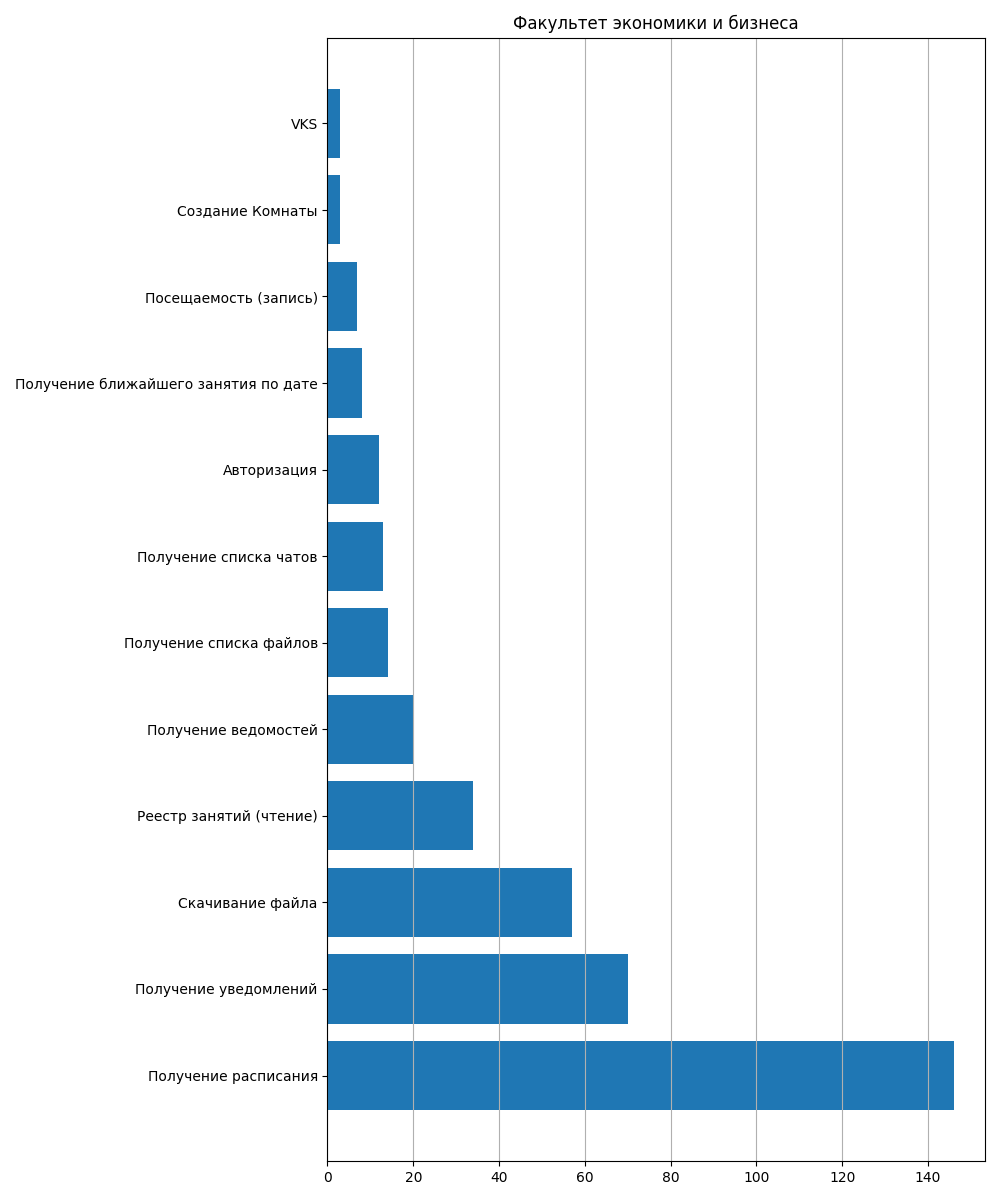 Факультет экономики и бизнеса
VKS
Создание Комнаты
Посещаемость (запись)
Получение ближайшего занятия по дате
Авторизация
Получение списка чатов
Получение списка файлов
Получение ведомостей
Реестр занятий (чтение)
Скачивание файла
Получение уведомлений
Получение расписания
0 20 40 60 80 100 120 140